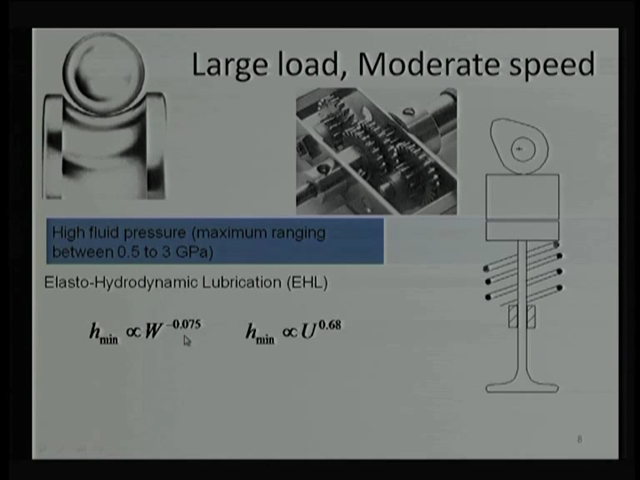 Large load, Moderate speed
High fluid pressure (maximum ranging
between 0.5 to 3 GPa)
Elasto-Hydrodynamic Lubrication (EHL)
h_min ∝ W^−0.075 h_min ∝ U^0.68
8